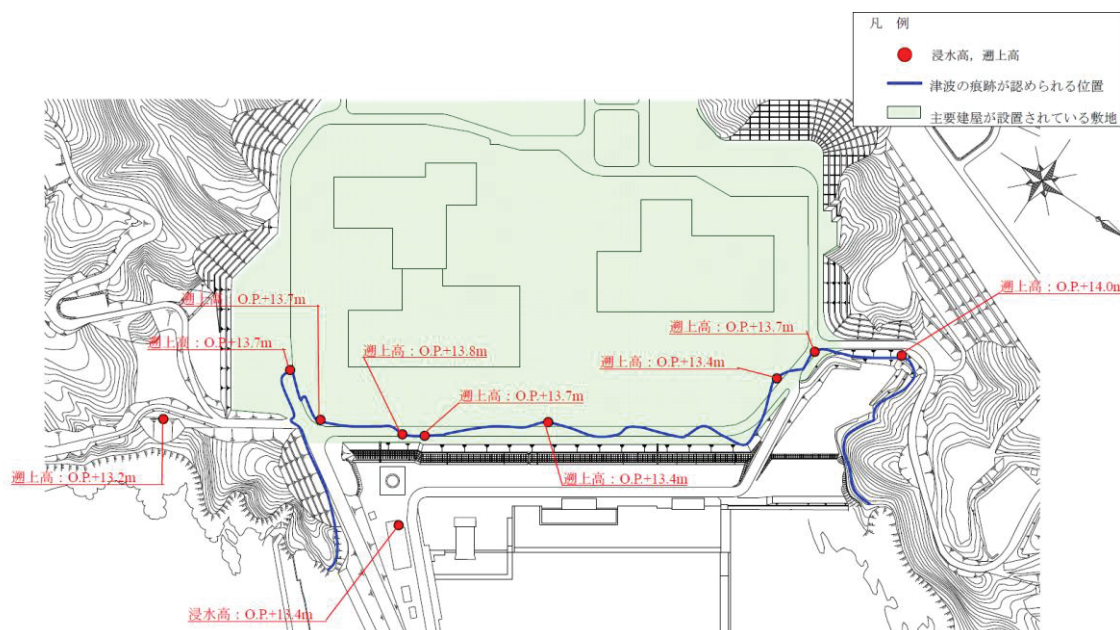 凡 例
浸水高，遡上高
津波の痕跡が認められる位置
主要建屋が設置されている敷地
遡上高：O.P.+14.0m
遡上高：O.P.+13.7m
遡上高：O.P.+13.7m
遡上高：O.P.+13.7m
遡上高：O.P.+13.8m
遡上高：O.P.+13.4m
遡上高：O.P.+13.7m
遡上高：O.P.+13.2m
遡上高：O.P.+13.4m
浸水高：O.P.+13.4m